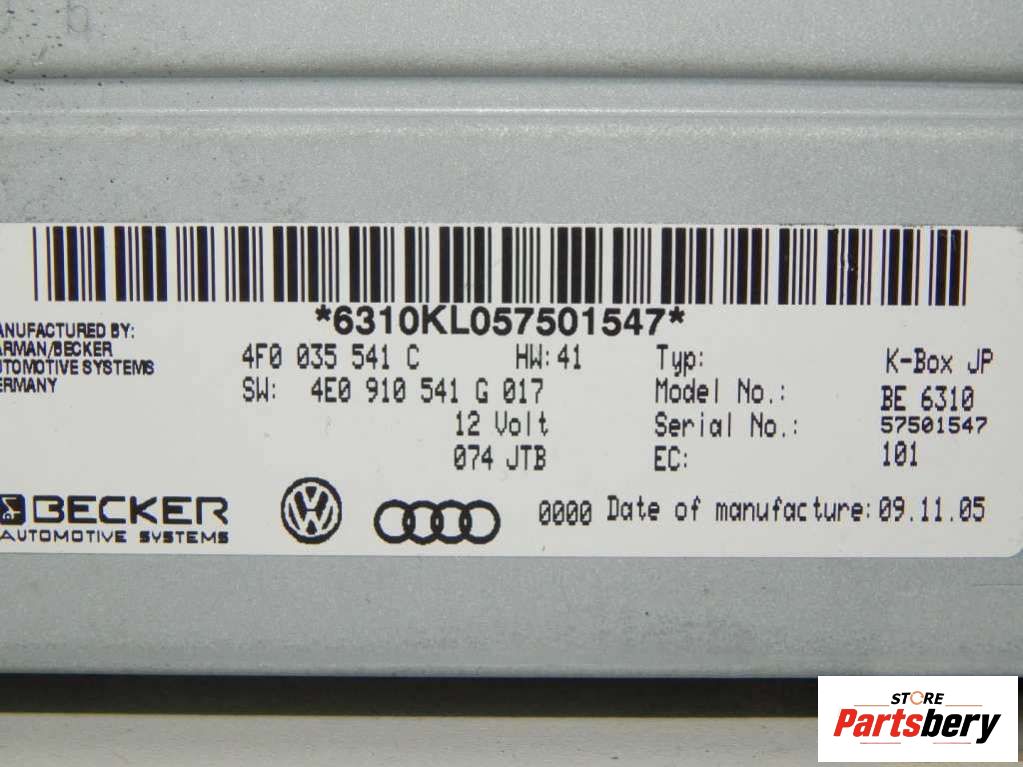 *6310KL057501547*
ANUFACTURED BY:
ARMAN/BECKER
UTOMOTIVE SYSTEMS
ERMANY
4F0 035 541 C HW: 41 Typ: K-Box JP
SW: 4E0 910 541 G 017 Model No.: BE 6310
12 Volt Serial No.: 57501547
074 JTB EC: 101
BECKER
AUTOMOTIVE SYSTEMS
0000 Date of manufacture: 09.11.05
STORE
Partsbery